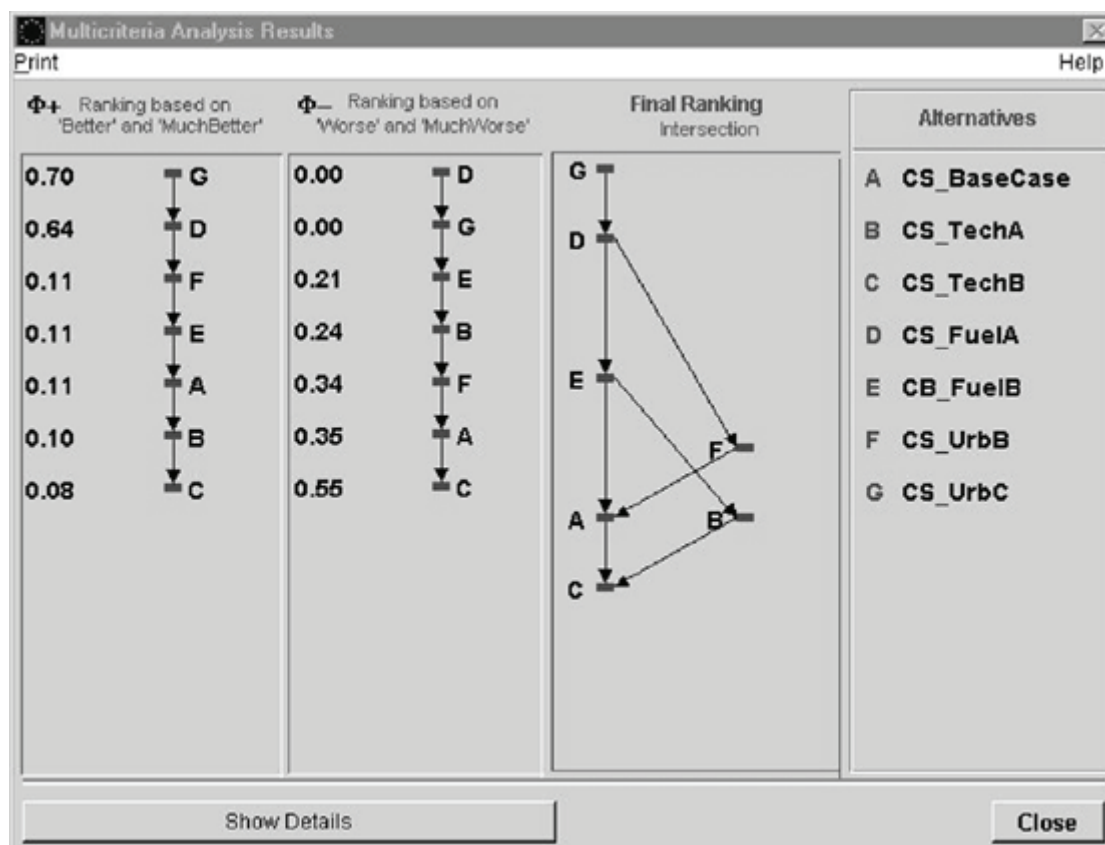 Multicriteria Analysis Results
Print Help
Φ+ Ranking based on
'Better' and 'MuchBetter'
Φ– Ranking based on
'Worse' and 'MuchWorse'
Final Ranking
Intersection
Alternatives
0.70 G
0.64 D
0.11 F
0.11 E
0.11 A
0.10 B
0.08 C
0.00 D
0.00 G
0.21 E
0.24 B
0.34 F
0.35 A
0.55 C
G
D
E
F
A B
C
A CS_BaseCase
B CS_TechA
C CS_TechB
D CS_FuelA
E CB_FuelB
F CS_UrbB
G CS_UrbC
Show Details
Close